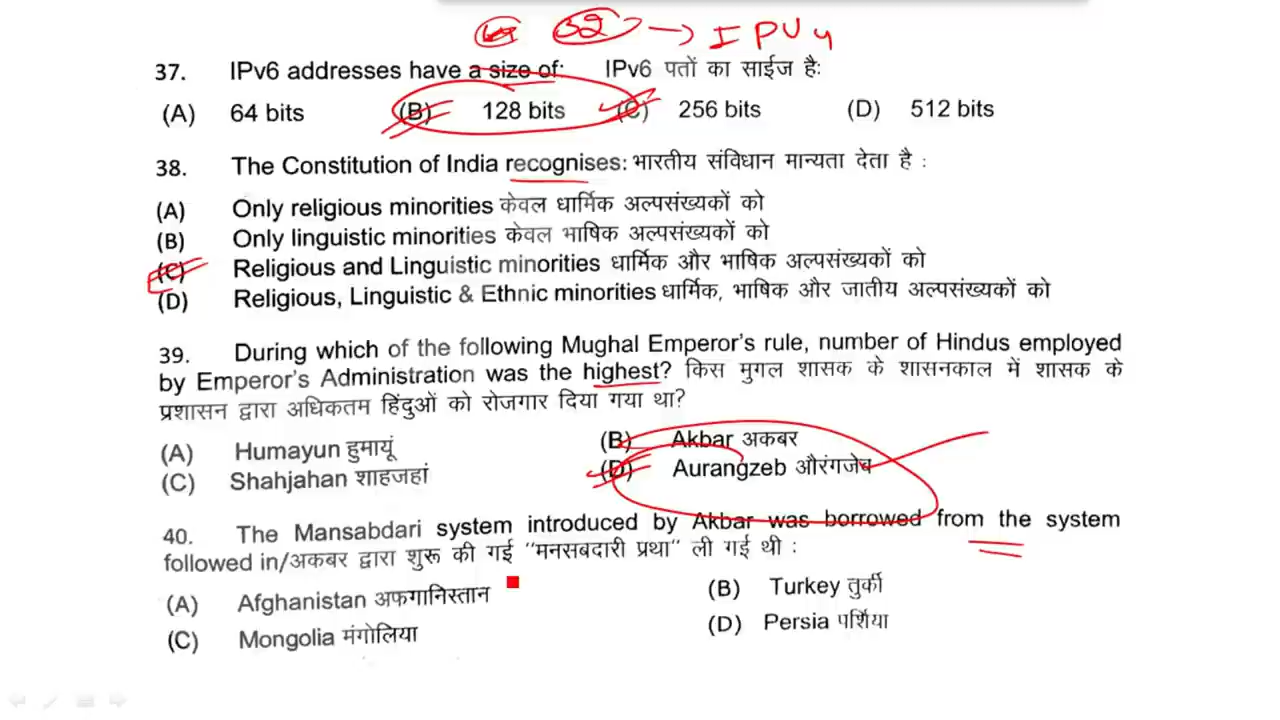 32 → IPV4
37. IPv6 addresses have a size of: IPv6 पतों का साईज है:
(A) 64 bits (B) 128 bits (C) 256 bits (D) 512 bits
38. The Constitution of India recognises: भारतीय संविधान मान्यता देता है :
(A) Only religious minorities केवल धार्मिक अल्पसंख्यकों को
(B) Only linguistic minorities केवल भाषिक अल्पसंख्यकों को
(C) Religious and Linguistic minorities धार्मिक और भाषिक अल्पसंख्यकों को
(D) Religious, Linguistic & Ethnic minorities धार्मिक, भाषिक और जातीय अल्पसंख्यकों को
39. During which of the following Mughal Emperor's rule, number of Hindus employed
by Emperor's Administration was the highest? किस मुगल शासक के शासनकाल में शासक के
प्रशासन द्वारा अधिकतम हिंदुओं को रोजगार दिया गया था?
(A) Humayun हुमायूं (B) Akbar अकबर
(C) Shahjahan शाहजहां (D) Aurangzeb औरंगजेब
40. The Mansabdari system introduced by Akbar was borrowed from the system
followed in/अकबर द्वारा शुरू की गई "मनसबदारी प्रथा" ली गई थी :
(A) Afghanistan अफगानिस्तान (B) Turkey तुर्की
(C) Mongolia मंगोलिया (D) Persia पर्शिया